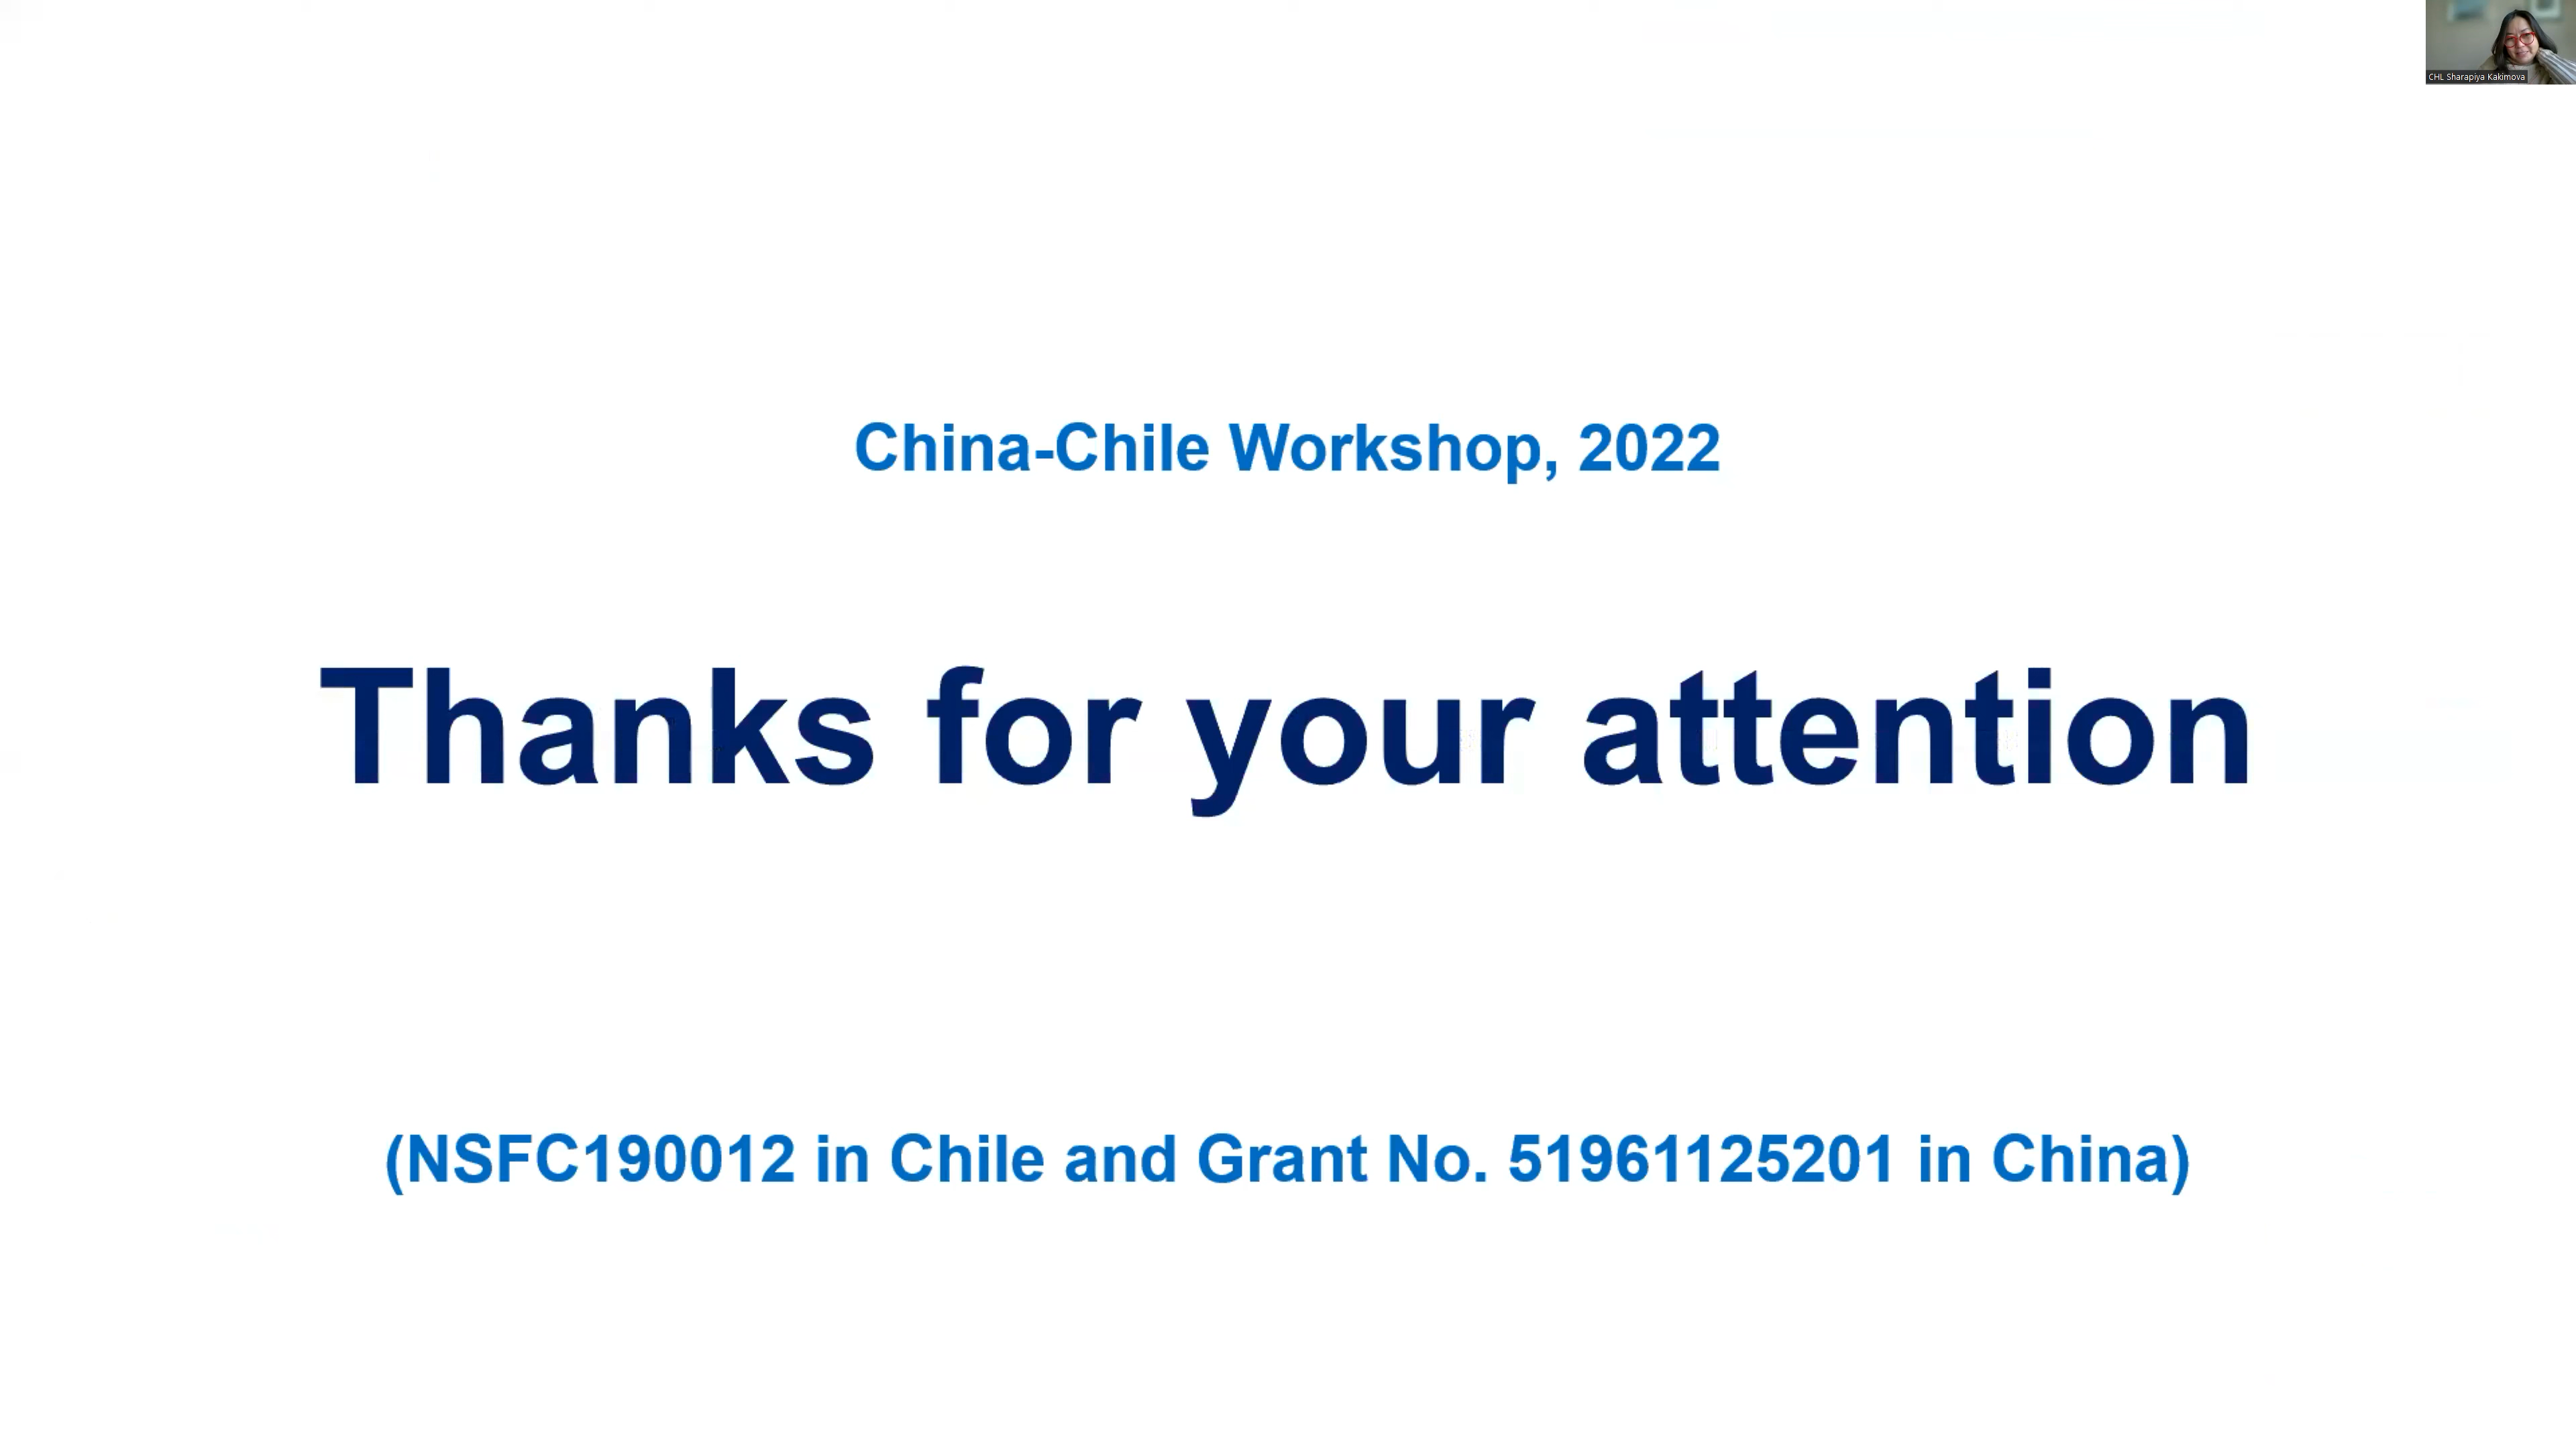 CHL Sharapiya Kakimova
China-Chile Workshop, 2022
Thanks for your attention
(NSFC190012 in Chile and Grant No. 51961125201 in China)